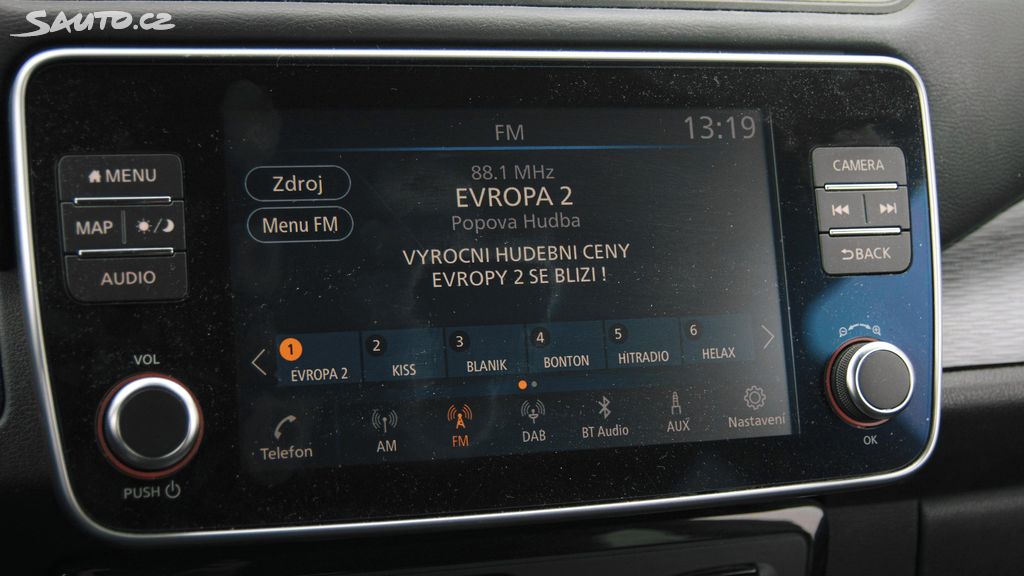 Sauto.cz
FM
13:19
MENU
MAP
AUDIO
VOL
PUSH
Zdroj
Menu FM
88.1 MHz
EVROPA 2
Popova Hudba
VYROCNI HUDEBNI CENY
EVROPY 2 SE BLIZI !
1 EVROPA 2
2 KISS
3 BLANIK
4 BONTON
5 HITRADIO
6 HELAX
Telefon
AM
FM
DAB
BT Audio
AUX
Nastavení
CAMERA
BACK
OK